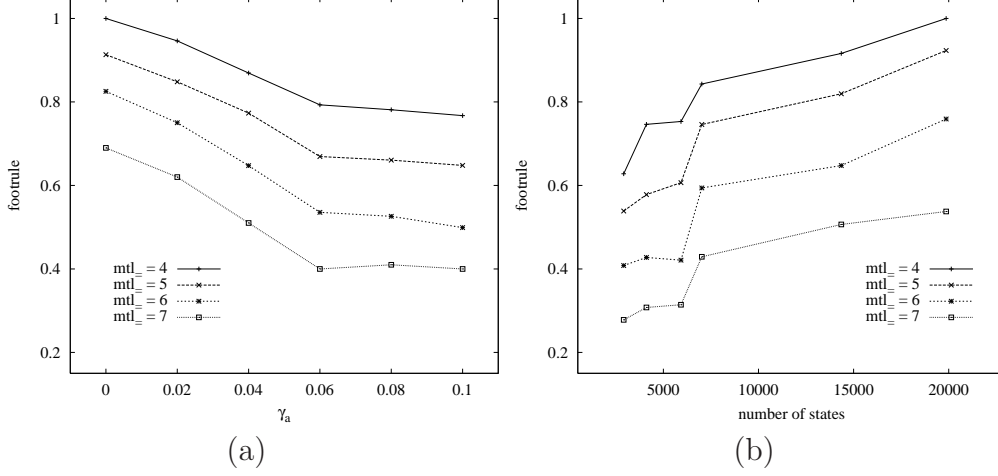 1
0.8
0.6
0.4
0.2
footrule
mtl_= = 4
mtl_= = 5
mtl_= = 6
mtl_= = 7
0 0.02 0.04 0.06 0.08 0.1
γa
(a)
1
0.8
0.6
0.4
0.2
footrule
mtl_= = 4
mtl_= = 5
mtl_= = 6
mtl_= = 7
5000 10000 15000 20000
number of states
(b)